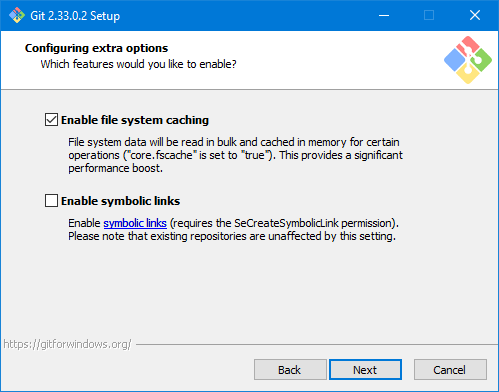 Git 2.33.0.2 Setup
Configuring extra options
Which features would you like to enable?
Enable file system caching
File system data will be read in bulk and cached in memory for certain
operations ("core.fscache" is set to "true"). This provides a significant
performance boost.
Enable symbolic links
Enable symbolic links (requires the SeCreateSymbolicLink permission).
Please note that existing repositories are unaffected by this setting.
https://gitforwindows.org/
Back
Next
Cancel